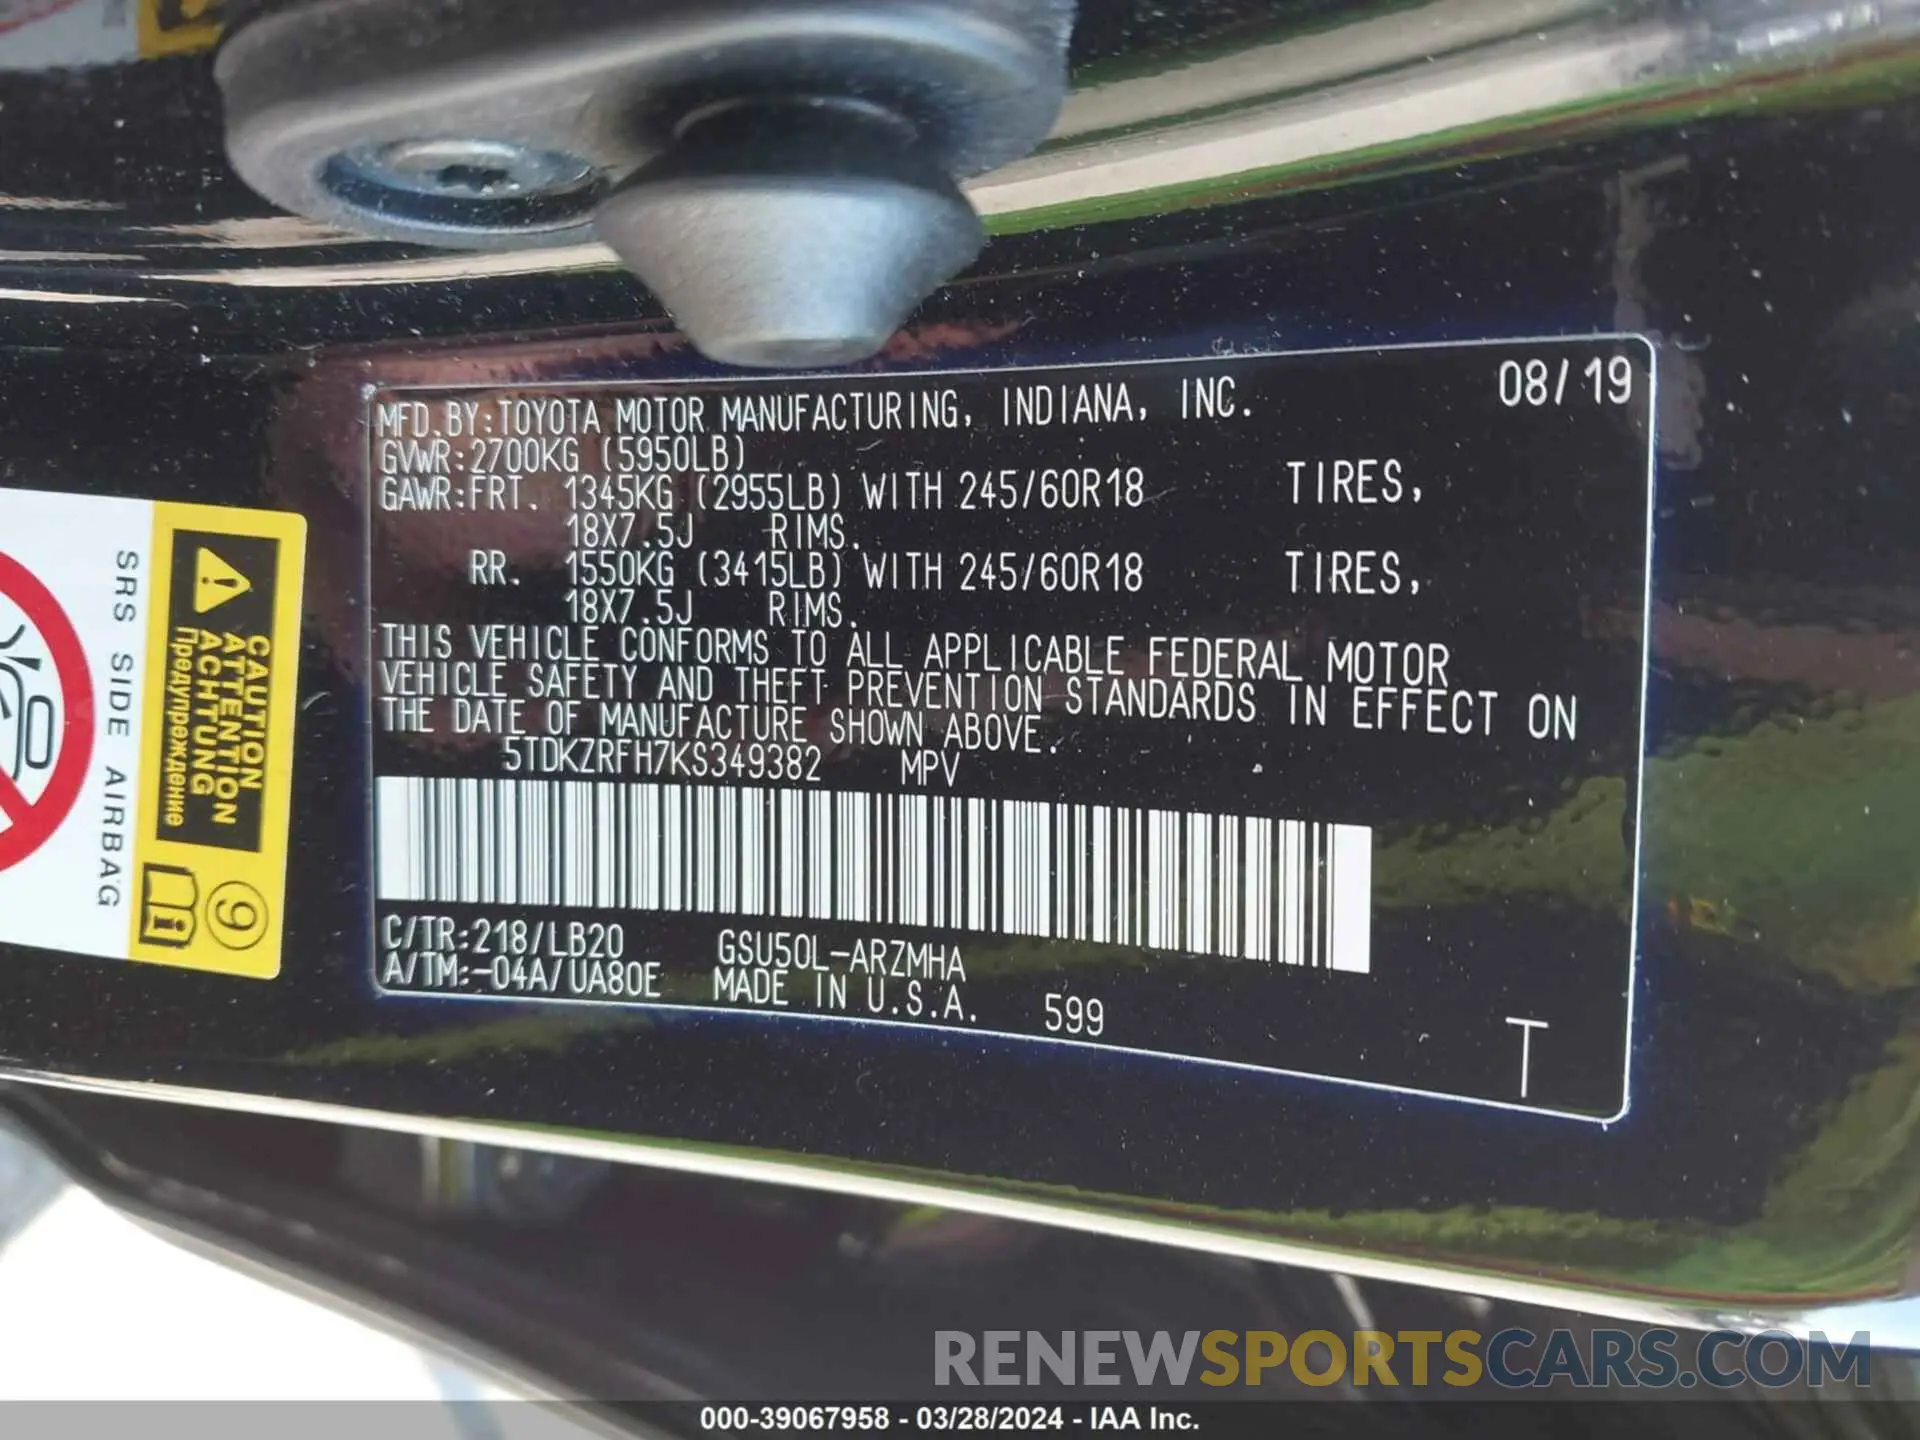 08/19
MFD.BY:TOYOTA MOTOR MANUFACTURING, INDIANA, INC.
GVWR:2700KG (5950LB)
GAWR:FRT. 1345KG (2955LB) WITH 245/60R18 TIRES,
18X7.5J RIMS.
RR. 1550KG (3415LB) WITH 245/60R18 TIRES,
18X7.5J RIMS.
THIS VEHICLE CONFORMS TO ALL APPLICABLE FEDERAL MOTOR
VEHICLE SAFETY AND THEFT PREVENTION STANDARDS IN EFFECT ON
THE DATE OF MANUFACTURE SHOWN ABOVE.
5TDKZRFH7KS349382 MPV
C/TR:218/LB20 GSU50L-ARZMHA
A/TM:-04A/UA80E MADE IN U.S.A. 599
T
CAUTION
ATTENTION
ACHTUNG
Предупреждение
9
SRS SIDE AIRBAG
RENEWSPORTSCARS.COM
000-39067958 - 03/28/2024 - IAA Inc.